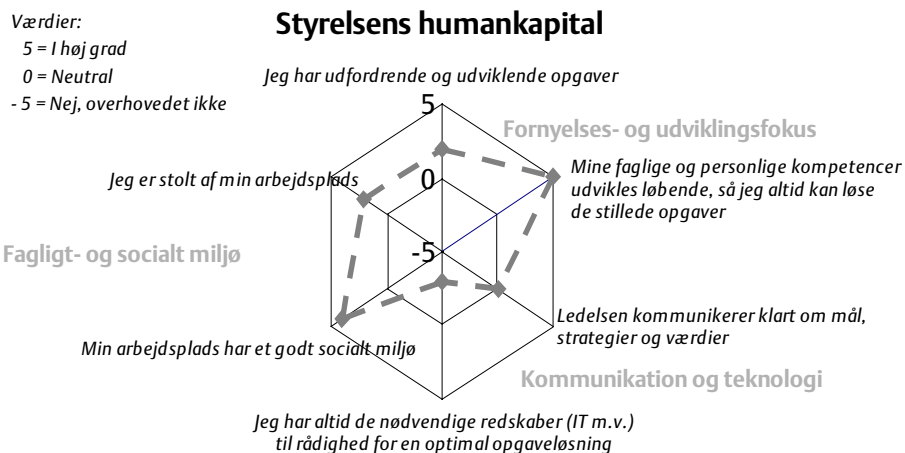 Værdier:
5 = I høj grad
0 = Neutral
- 5 = Nej, overhovedet ikke
Styrelsens humankapital
Jeg har udfordrende og udviklende opgaver
5
Fornyelses- og udviklingsfokus
Mine faglige og personlige kompetencer
udvikles løbende, så jeg altid kan løse
de stillede opgaver
Jeg er stolt af min arbejdsplads
0
Fagligt- og socialt miljø
-5
Ledelsen kommunikerer klart om mål,
strategier og værdier
Min arbejdsplads har et godt socialt miljø
Kommunikation og teknologi
Jeg har altid de nødvendige redskaber (IT m.v.)
til rådighed for en optimal opgaveløsning